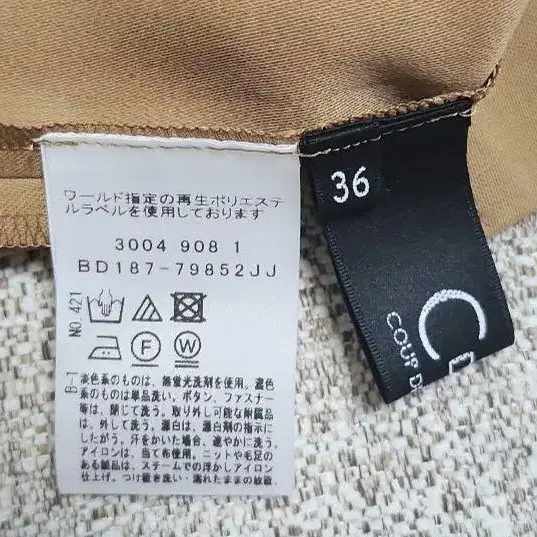 ワールド指定の再生ポリエステ
ルラベルを使用しております
3004 908 1
BD187-79852JJ
NO.421
F
W
B-1
淡色系のものは、無蛍光洗剤を使用。濃色
系のものは単品洗い。ボタン、ファスナー
等は、閉じて洗う。取り外し可能な附属品
は、外して洗う。漂白は、漂白剤の指示に
したがう。汗をかいた場合、速やかに洗う。
アイロンは、当て布使用。ニットや毛足の
ある製品は、スチームでの浮かしアイロン
仕上げ。つけ置き洗い・濡れたままの放置
36
C
COUP D